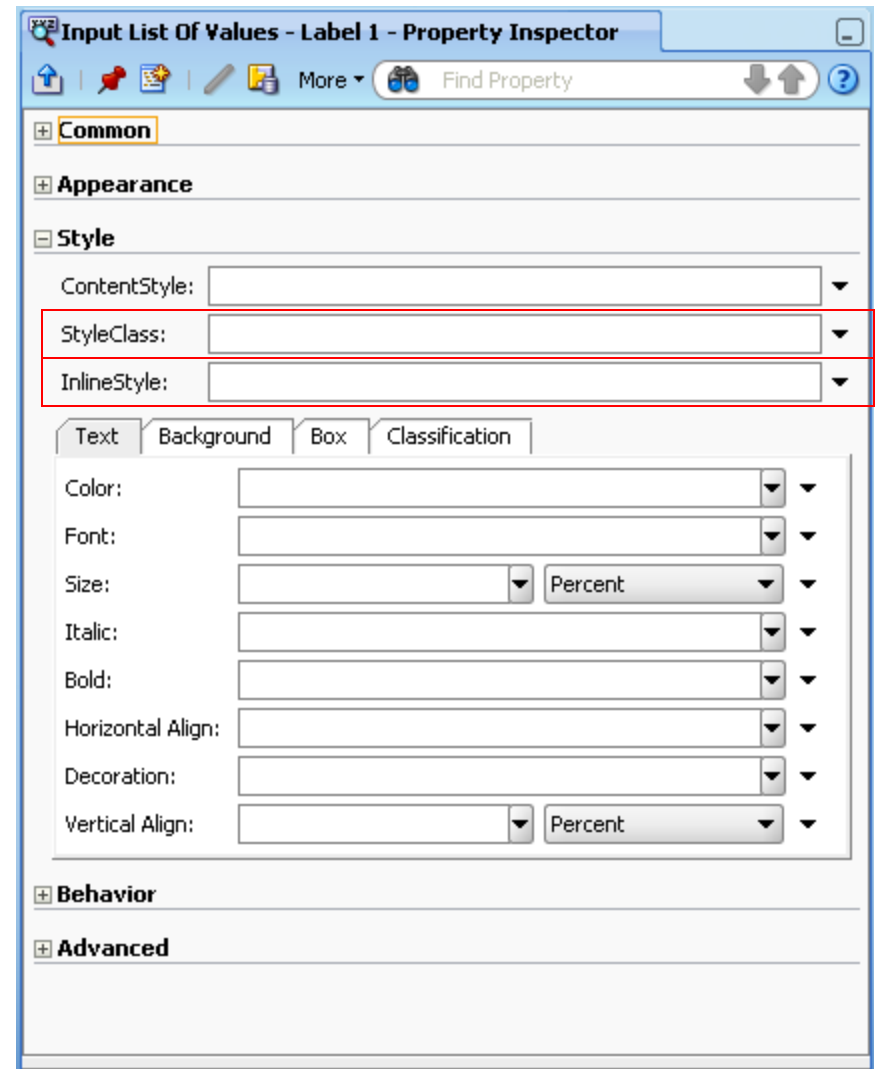 Input List Of Values - Label 1 - Property Inspector
More Find Property
Common
Appearance
Style
ContentStyle:
StyleClass:
InlineStyle:
Text Background Box Classification
Color:
Font:
Size: Percent
Italic:
Bold:
Horizontal Align:
Decoration:
Vertical Align: Percent
Behavior
Advanced